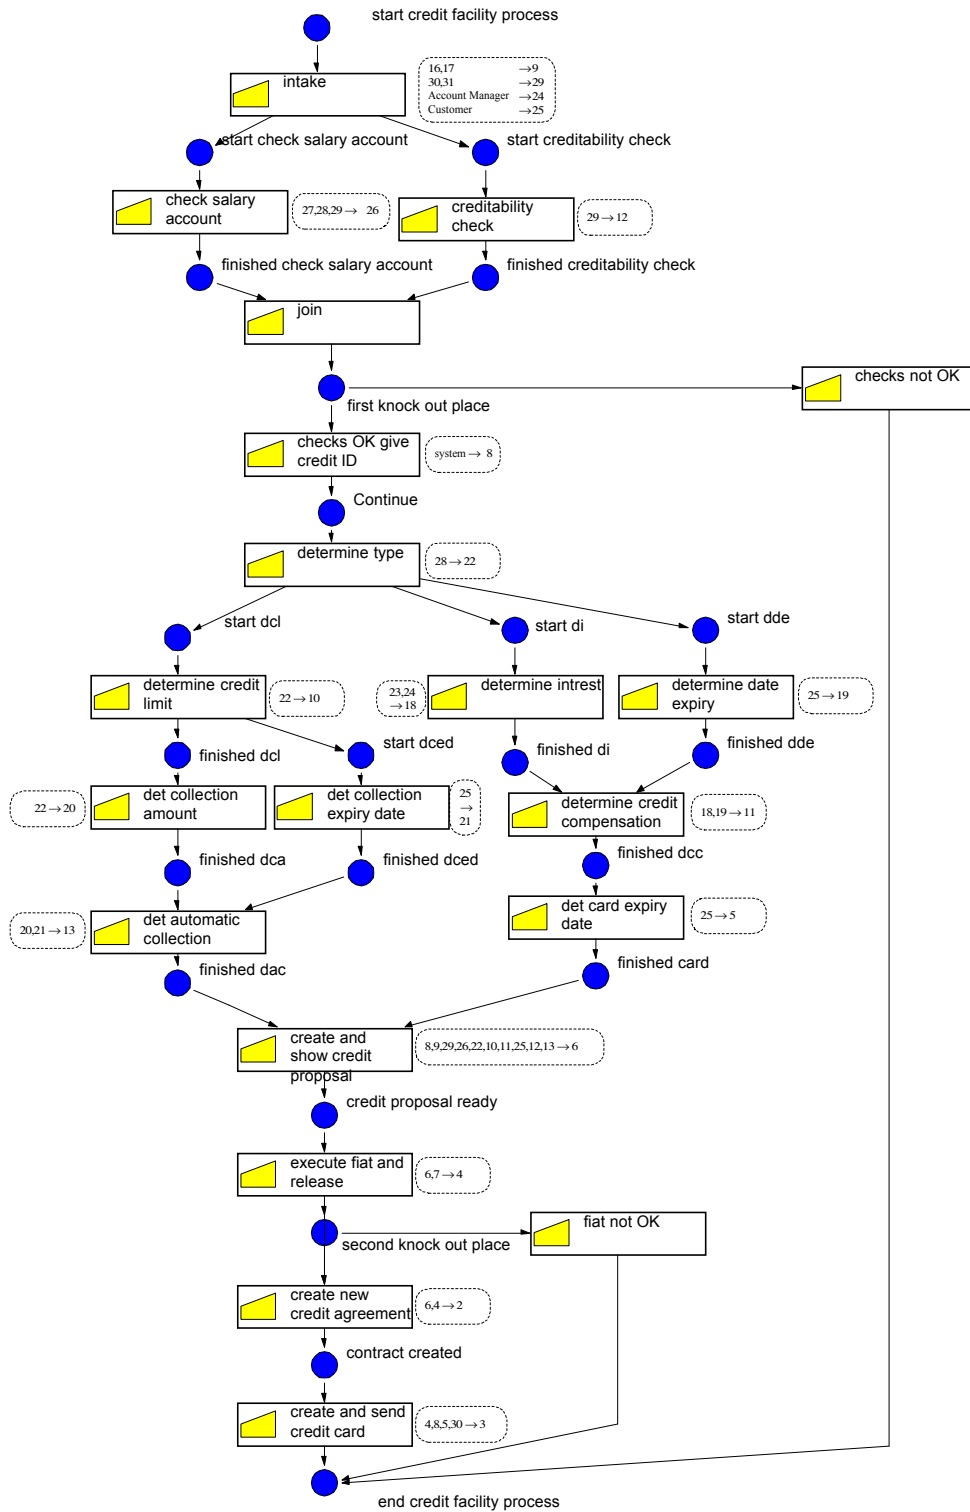 start credit facility process
intake
16,17 →9
30,31 →29
Account Manager →24
Customer →25
start check salary account
start creditability check
check salary
account
27,28,29→ 26
creditability
check
29→12
finished check salary account
finished creditability check
join
checks not OK
first knock out place
checks OK give
credit ID
system→ 8
Continue
determine type
28→22
start dcl
start di
start dde
determine credit
limit
22→10
23,24
→18
determine intrest
determine date
expiry
25→19
finished dcl
start dced
finished di
finished dde
22→20
det collection
amount
det collection
expiry date
25
→
21
determine credit
compensation
18,19→11
finished dca
finished dced
finished dcc
20,21→13
det automatic
collection
det card expiry
date
25→5
finished dac
finished card
create and
show credit
proposal
8,9,29,26,22,10,11,25,12,13→6
credit proposal ready
execute fiat and
release
6,7→4
fiat not OK
second knock out place
create new
credit agreement
6,4→2
contract created
create and send
credit card
4,8,5,30→3
end credit facility process